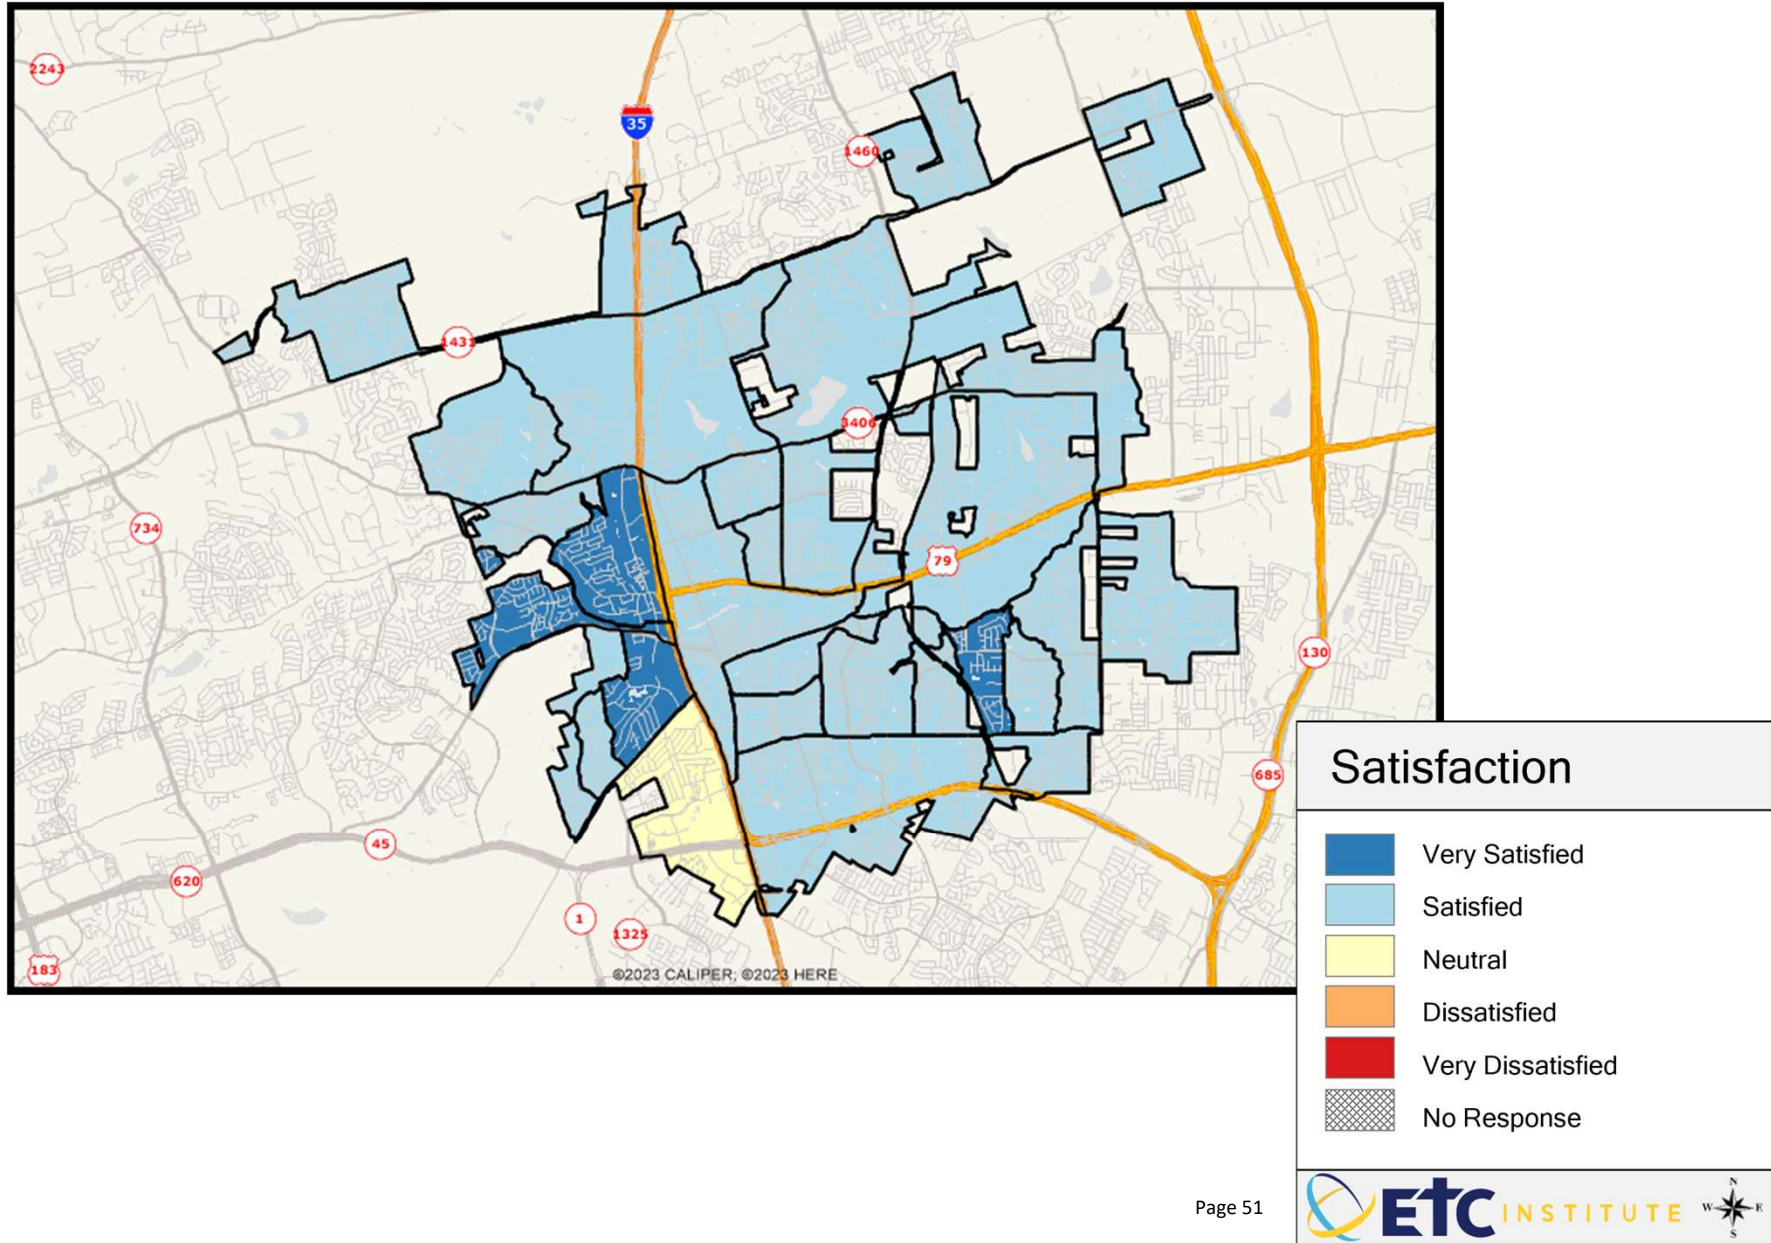 2243
35
1460
1431
3406
734
79
130
685
45
620
1
1325
183
©2023 CALIPER; ©2023 HERE
Satisfaction
Very Satisfied
Satisfied
Neutral
Dissatisfied
Very Dissatisfied
No Response
Page 51
ETC INSTITUTE
N
W E
S